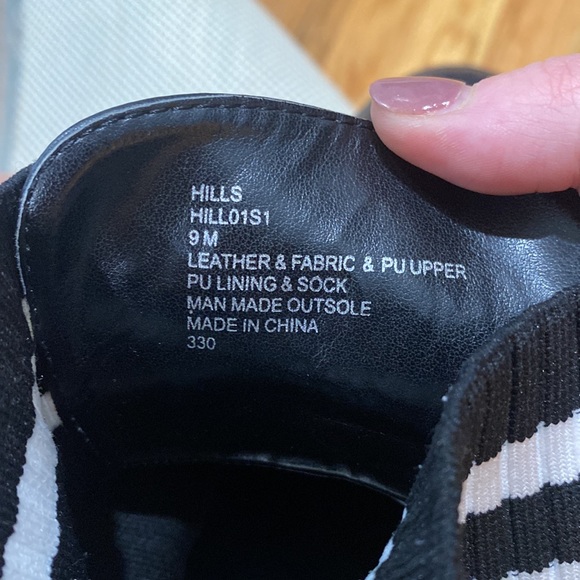 HILLS
HILL01S1
9 M
LEATHER & FABRIC & PU UPPER
PU LINING & SOCK
MAN MADE OUTSOLE
MADE IN CHINA
330